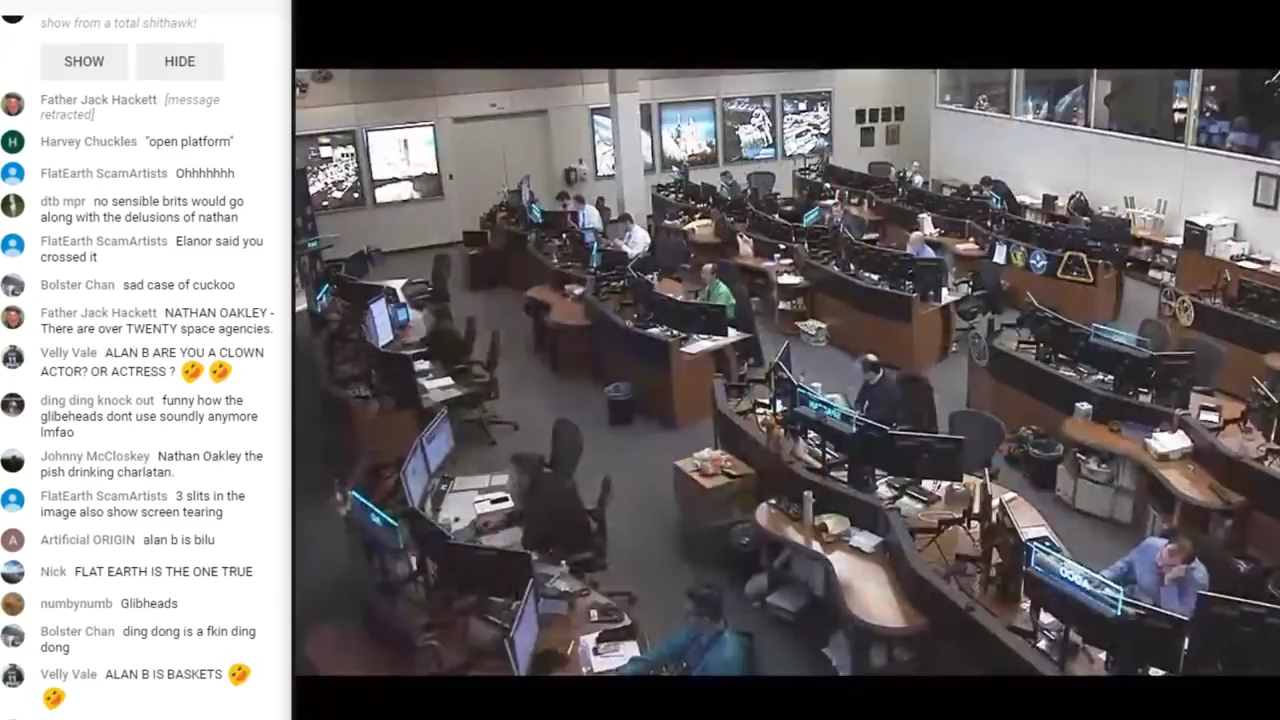 show from a total shithawk!
SHOW
HIDE
Father Jack Hackett [message
retracted]
Harvey Chuckles "open platform"
FlatEarth ScamArtists Ohhhhhhh
dtb mpr no sensible brits would go
along with the delusions of nathan
FlatEarth ScamArtists Elanor said you
crossed it
Bolster Chan sad case of cuckoo
Father Jack Hackett NATHAN OAKLEY -
There are over TWENTY space agencies.
Velly Vale ALAN B ARE YOU A CLOWN
ACTOR? OR ACTRESS ? 🤣 🤣
ding ding knock out funny how the
glibeheads dont use soundly anymore
lmfao
Johnny McCloskey Nathan Oakley the
pish drinking charlatan.
FlatEarth ScamArtists 3 slits in the
image also show screen tearing
Artificial ORIGIN alan b is bilu
Nick FLAT EARTH IS THE ONE TRUE
numbynumb Glibheads
Bolster Chan ding dong is a fkin ding
dong
Velly Vale ALAN B IS BASKETS 🤣
🤣
H
A